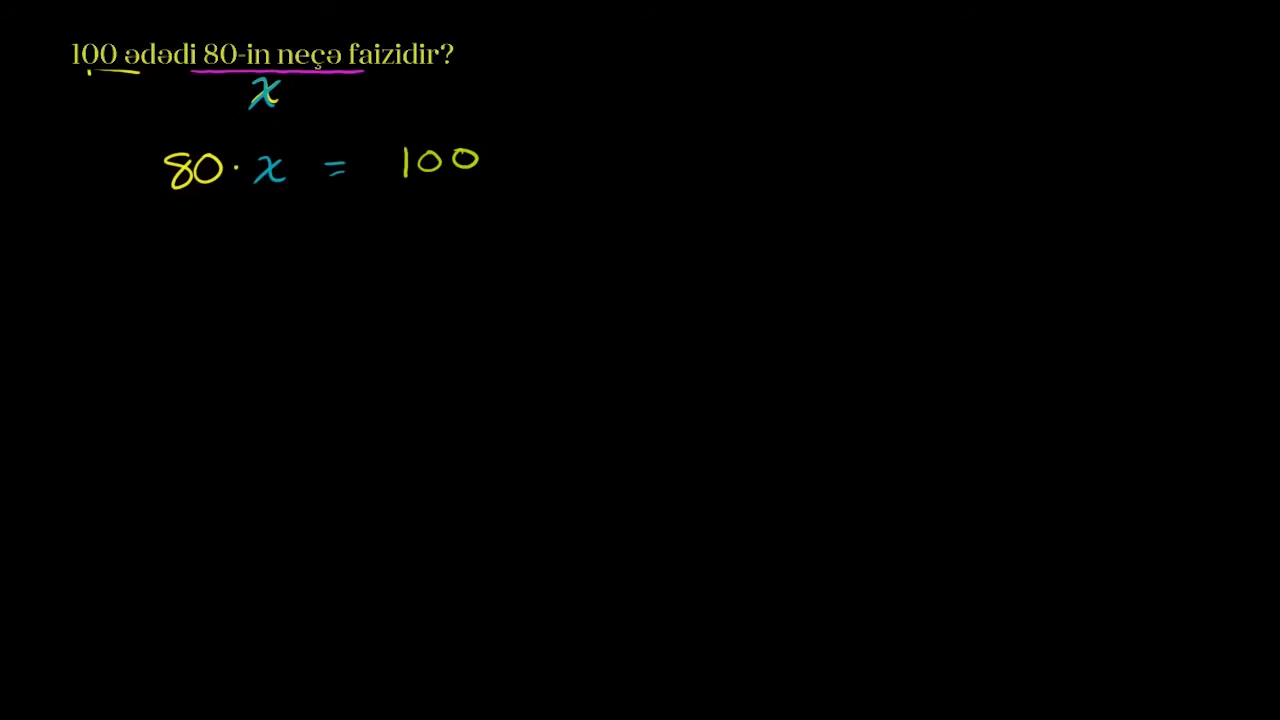 100 ədədi 80-in neçə faizidir?
x
80 · x = 100